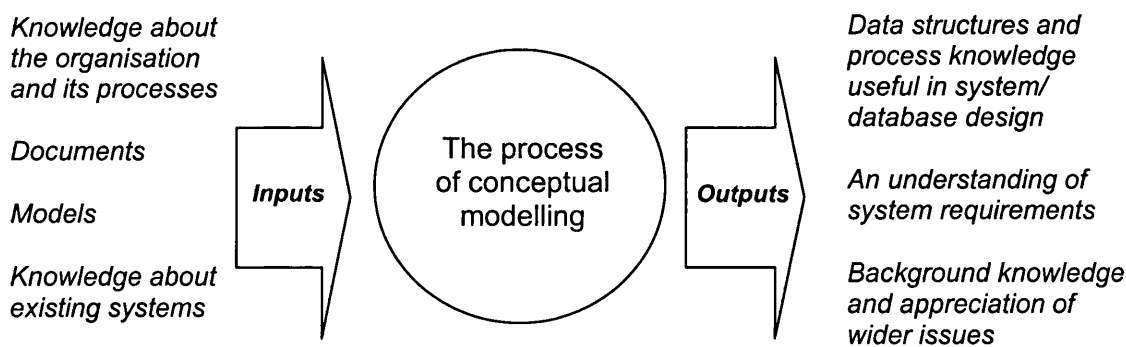 Knowledge about
the organisation
and its processes
Documents
Models
Knowledge about
existing systems
Inputs
The process
of conceptual
modelling
Outputs
Data structures and
process knowledge
useful in system/
database design
An understanding of
system requirements
Background knowledge
and appreciation of
wider issues